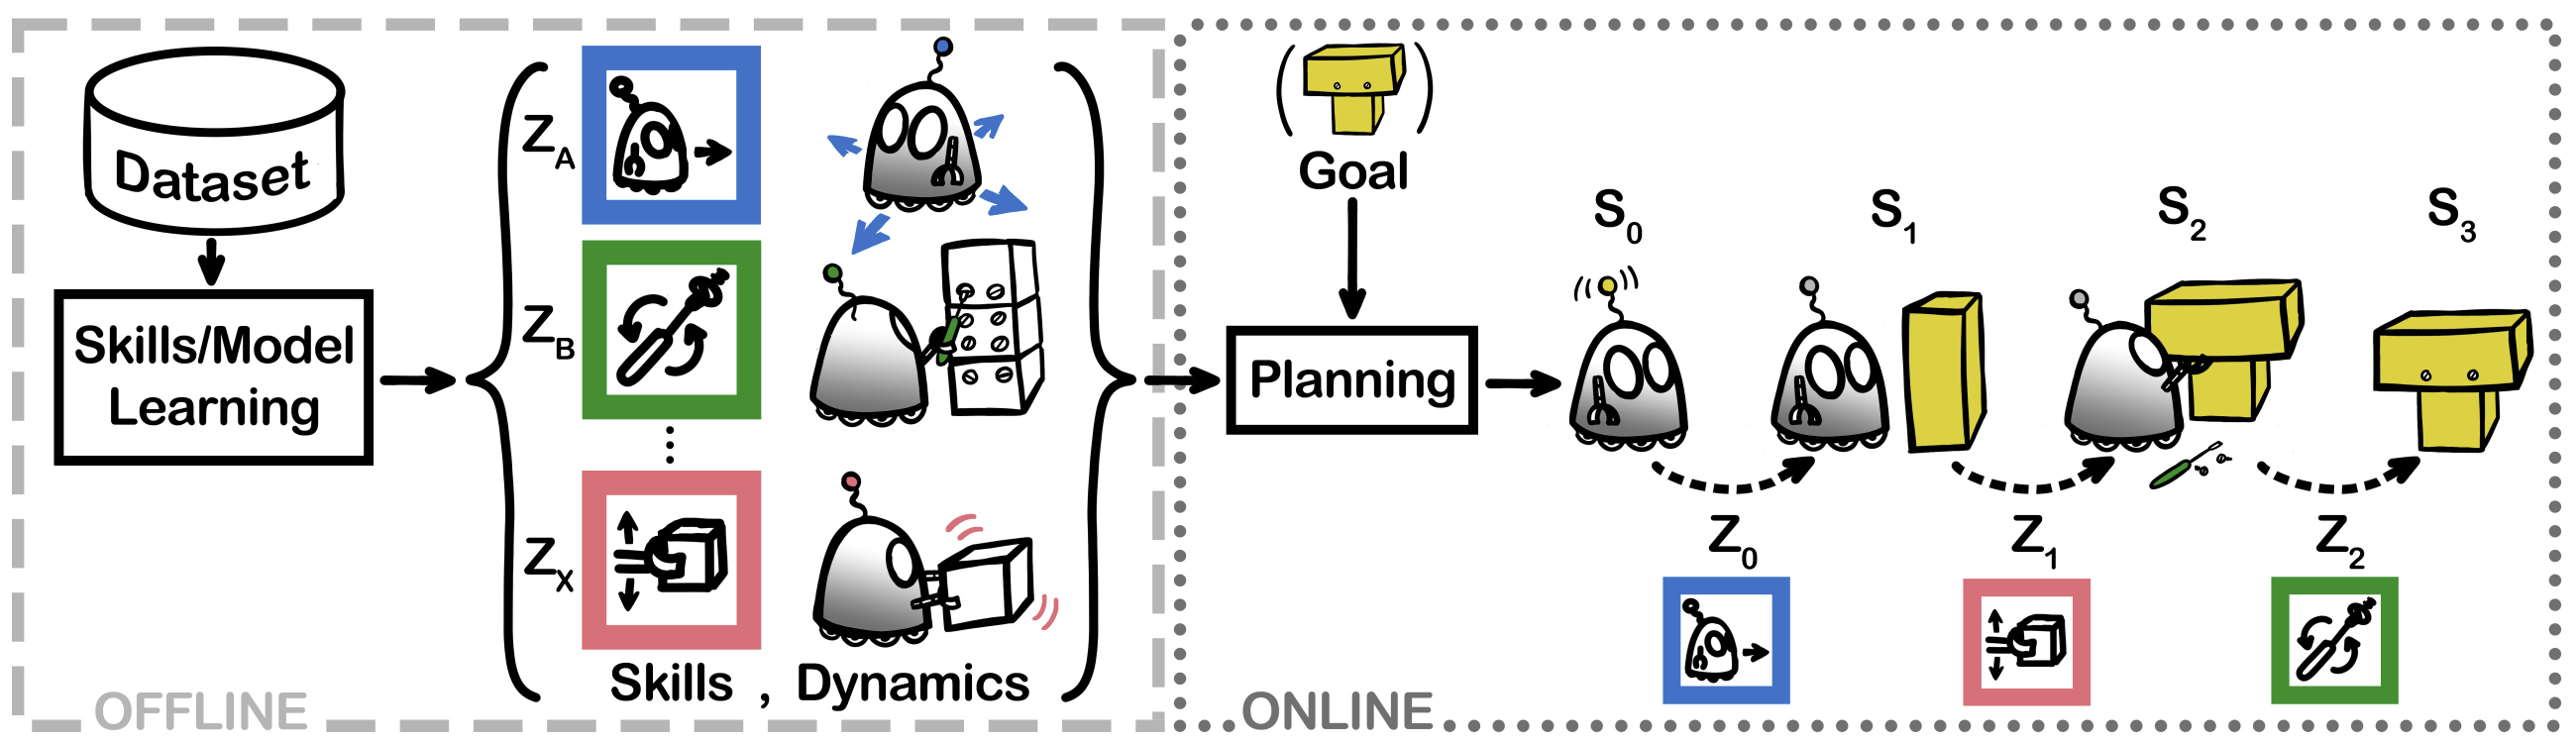 Dataset
Skills/Model
Learning
Z_A
Z_B
Z_X
Skills , Dynamics
OFFLINE
Goal
Planning
S_0 S_1 S_2 S_3
Z_0 Z_1 Z_2
ONLINE